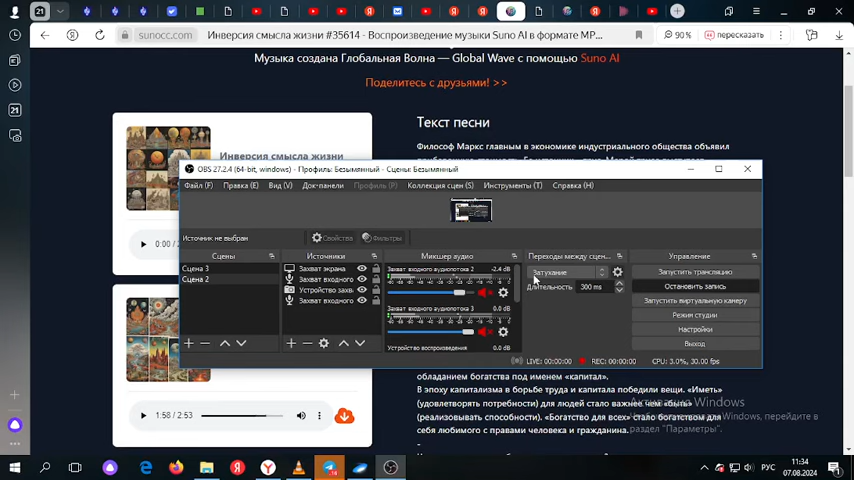 21
sunocc.com
Инверсия смысла жизни #35614 - Воспроизведение музыки Suno AI в формате MP...
90%
пересказать
Музыка создана Глобальная Волна — Global Wave с помощью Suno AI
Поделитесь с друзьями! >>
Текст песни
Философ Маркс главным в экономике индустриального общества объявил
Инверсия смысла жизни
OBS 27.2.4 (64-bit, windows) - Профиль: Безымянный - Сцены: Безымянный
Файл (F)
Правка (E)
Вид (V)
Док-панели
Профиль (P)
Коллекция сцен (S)
Инструменты (T)
Справка (H)
Источник не выбран
Свойства
Фильтры
Сцены
Источники
Микшер аудио
Переходы между сцен...
Управление
Сцена 3
Сцена 2
Захват экрана
Захват входного
Устройство захв
Захват входного
Захват входного аудиопотока 2
-2.4 dB
Захват входного аудиопотока 3
0.0 dB
Устройство воспроизведения
0.0 dB
Затухание
Длительность
300 ms
Запустить трансляцию
Остановить запись
Запустить виртуальную камеру
Режим студии
Настройки
Выход
LIVE: 00:00:00
REC: 00:00:00
CPU: 3.0%, 30.00 fps
0:00
обладанием богатства под именем «капитал».
В эпоху капитализма в борьбе труда и капитала победили вещи. «Иметь»
(удовлетворять потребности) для людей стало важнее чем «быть»
(реализовывать способности). «Богатство для всех» стало богатством для
себя любимого с правами человека и гражданина.
-
1:58 / 2:53
Активация Windows
Windows, перейдите в
раздел "Параметры".
РУС
11:34
07.08.2024